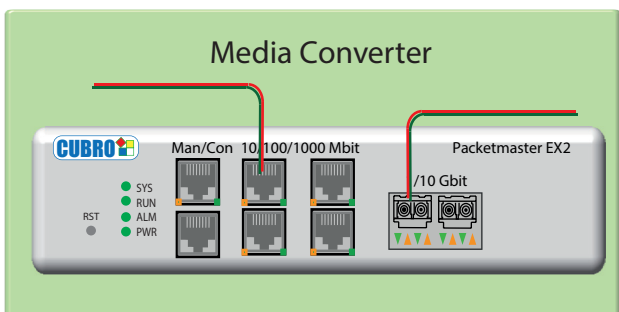 Media Converter
CUBRO
Man/Con 10/100/1000 Mbit
Packetmaster EX2
/10 Gbit
SYS
RUN
RST
ALM
PWR